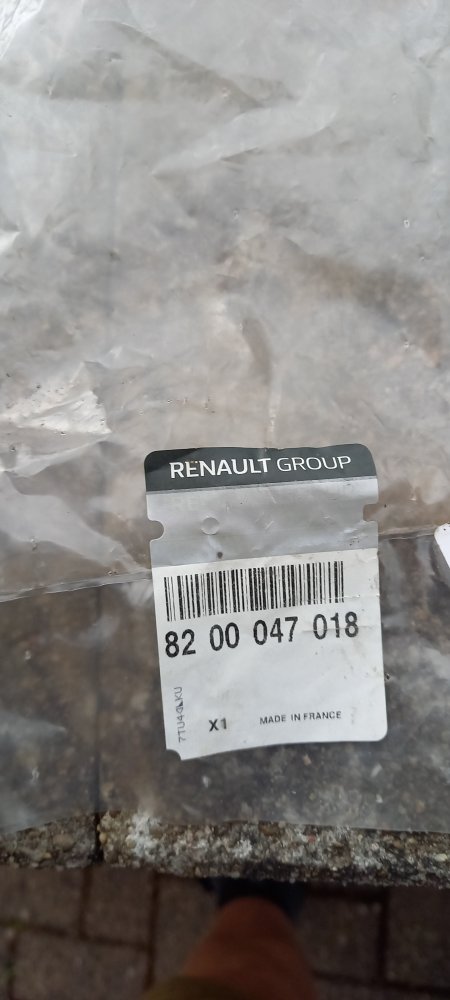 RENAULT GROUP
82 00 047 018
X1 MADE IN FRANCE